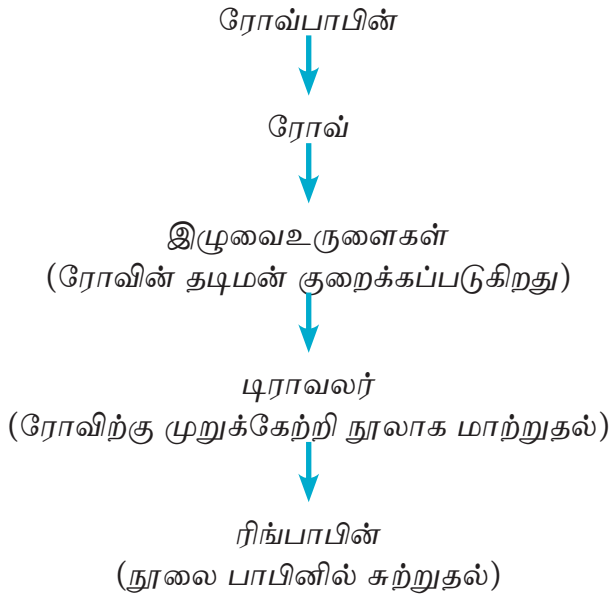 ரோவ்பாபின்
ரோவ்
இழுவைஉருளைகள்
(ரோவின் தடிமன் குறைக்கப்படுகிறது)
டிராவலர்
(ரோவிற்கு முறுக்கேற்றி நூலாக மாற்றுதல்)
ரிங்பாபின்
(நூலை பாபினில் சுற்றுதல்)